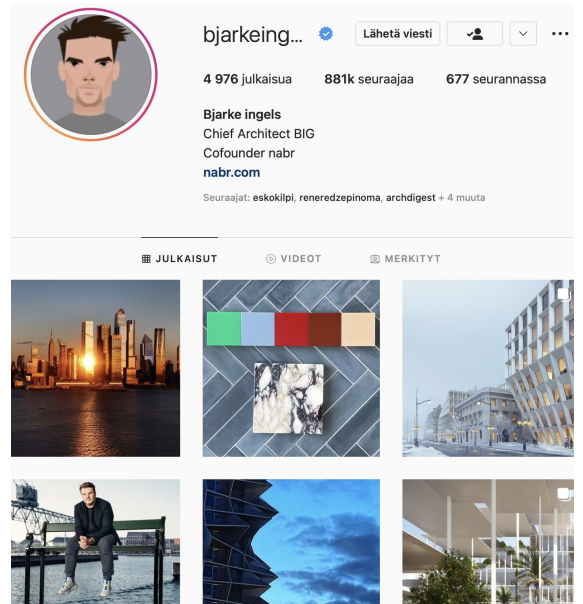 bjarkeing...
Lähetä viesti
4 976 julkaisua 881k seuraajaa 677 seurannassa
Bjarke ingels
Chief Architect BIG
Cofounder nabr
nabr.com
Seuraajat: eskokilpi, reneredzepinoma, archdigest + 4 muuta
JULKAISUT VIDEOT MERKITYT